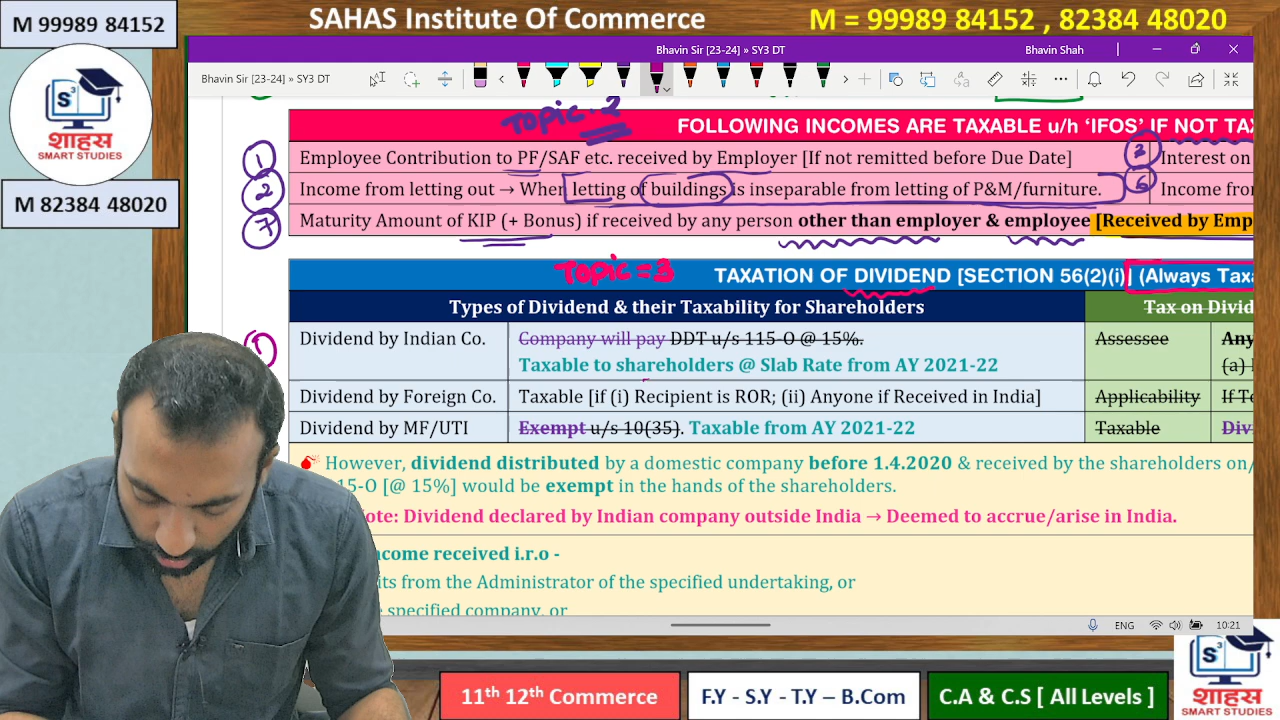 M 99989 84152
SAHAS Institute Of Commerce
M = 99989 84152 , 82384 48020
Bhavin Sir [23-24] » SY3 DT
Bhavin Shah
Bhavin Sir [23-24] » SY3 DT
S³
शाहस
SMART STUDIES
M 82384 48020
Topic-2
FOLLOWING INCOMES ARE TAXABLE u/h ‘IFOS’ IF NOT TAX
1
Employee Contribution to PF/SAF etc. received by Employer [If not remitted before Due Date]
Interest on
2
Income from letting out → When letting of buildings is inseparable from letting of P&M/furniture.
6
Income from
7
Maturity Amount of KIP (+ Bonus) if received by any person other than employer & employee [Received by Emp
Topic = 3
TAXATION OF DIVIDEND [SECTION 56(2)(i)] (Always Taxa
Types of Dividend & their Taxability for Shareholders
Tax on Divid
1
Dividend by Indian Co.
Company will pay DDT u/s 115-O @ 15%.
Assessee
Any
Taxable to shareholders @ Slab Rate from AY 2021-22
Dividend by Foreign Co.
Taxable [if (i) Recipient is ROR; (ii) Anyone if Received in India]
Applicability
If To
Dividend by MF/UTI
Exempt u/s 10(35). Taxable from AY 2021-22
Taxable
Divi
However, dividend distributed by a domestic company before 1.4.2020 & received by the shareholders on/
15-O [@ 15%] would be exempt in the hands of the shareholders.
ote: Dividend declared by Indian company outside India → Deemed to accrue/arise in India.
ncome received i.r.o -
its from the Administrator of the specified undertaking, or
e specified company, or
ENG
10:21
11th 12th Commerce
F.Y - S.Y - T.Y – B.Com
C.A & C.S [ All Levels ]
S³
शाहस
SMART STUDIES